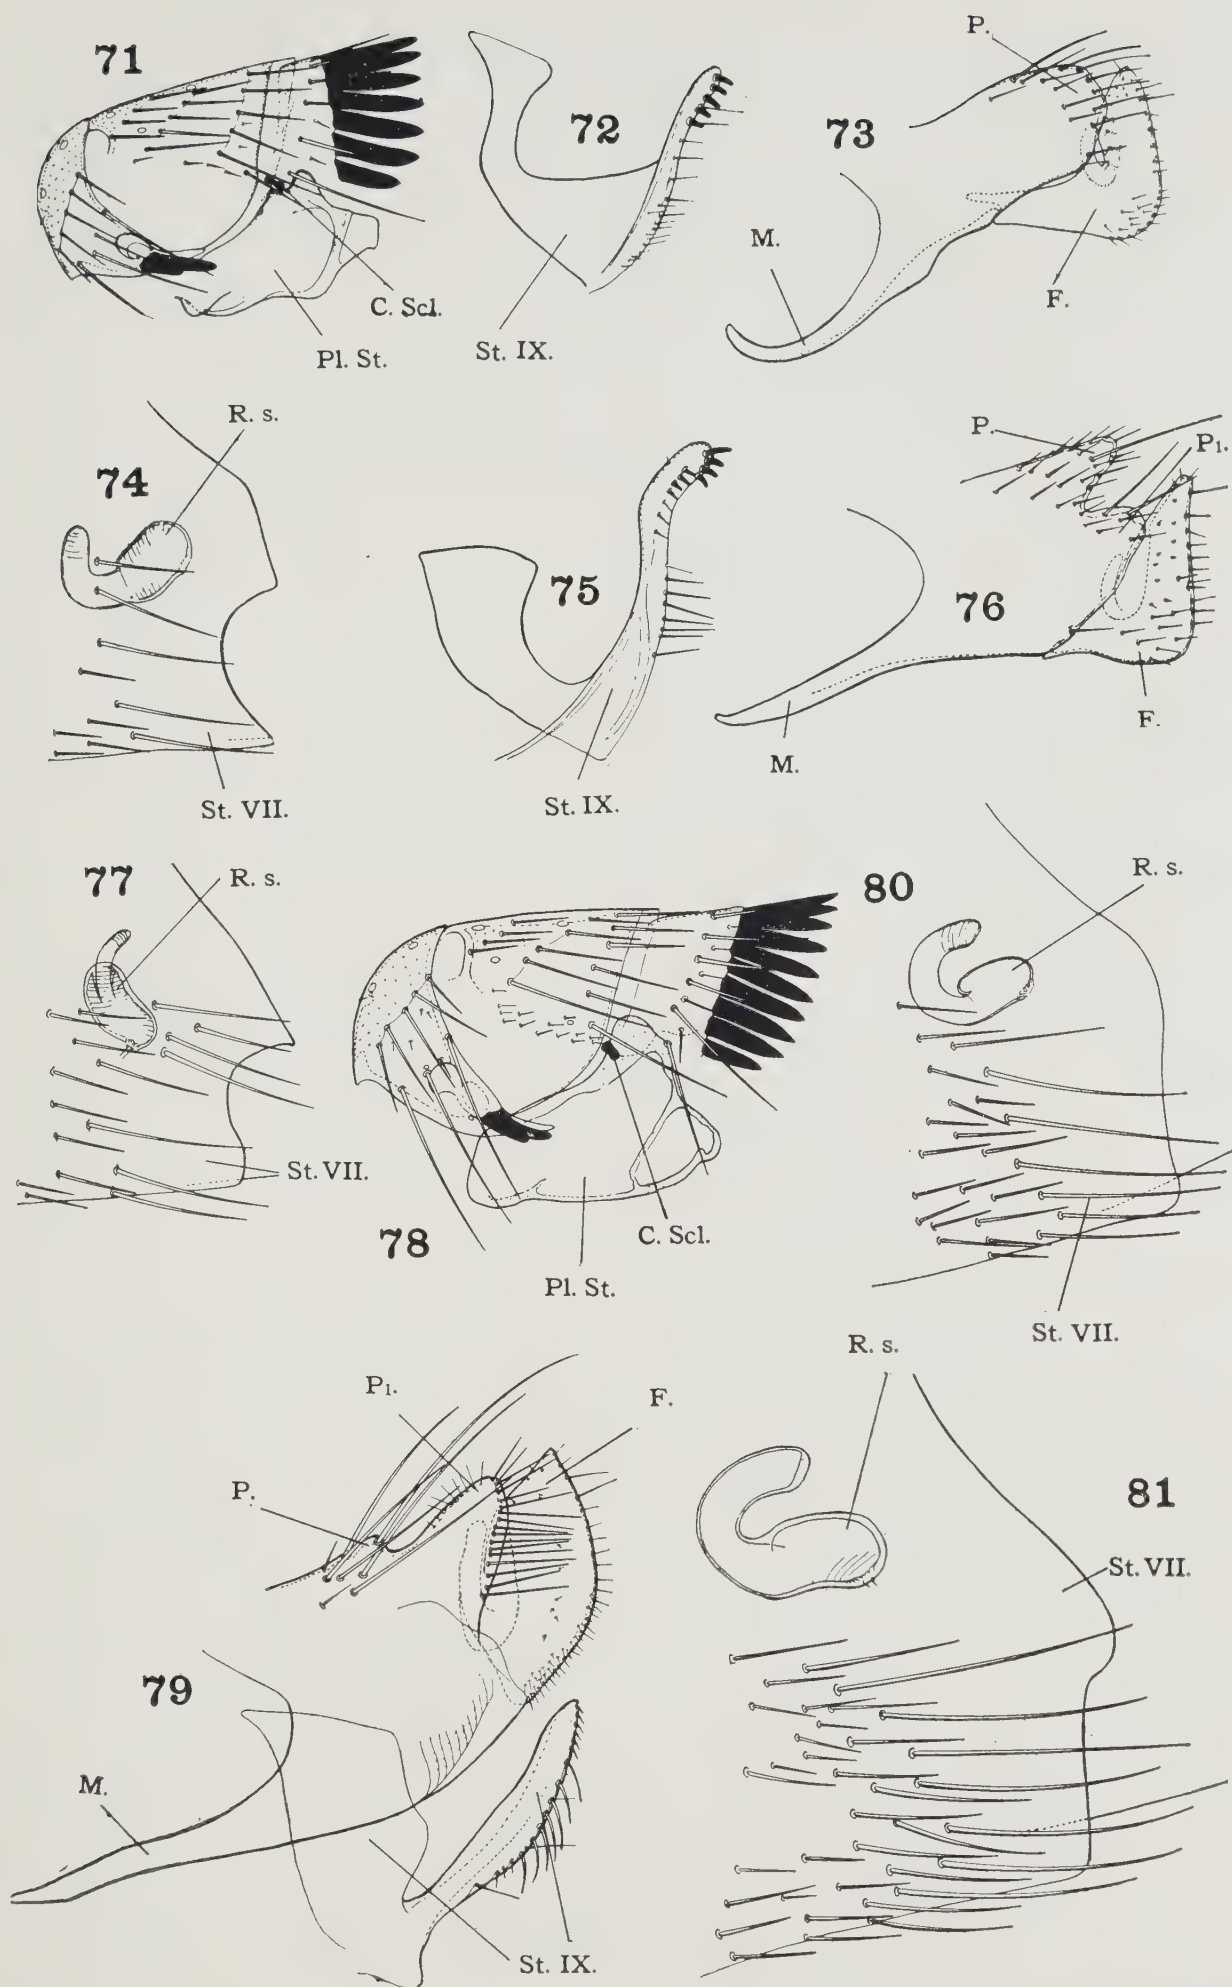 71
72
73
P.
M.
F.
C. Scl.
Pl. St.
St. IX.
R. s.
74
St. VII.
75
St. IX.
P.
P1.
76
M.
F.
77
R. s.
St. VII.
78
C. Scl.
Pl. St.
80
R. s.
St. VII.
P1.
F.
P.
79
M.
St. IX.
R. s.
81
St. VII.